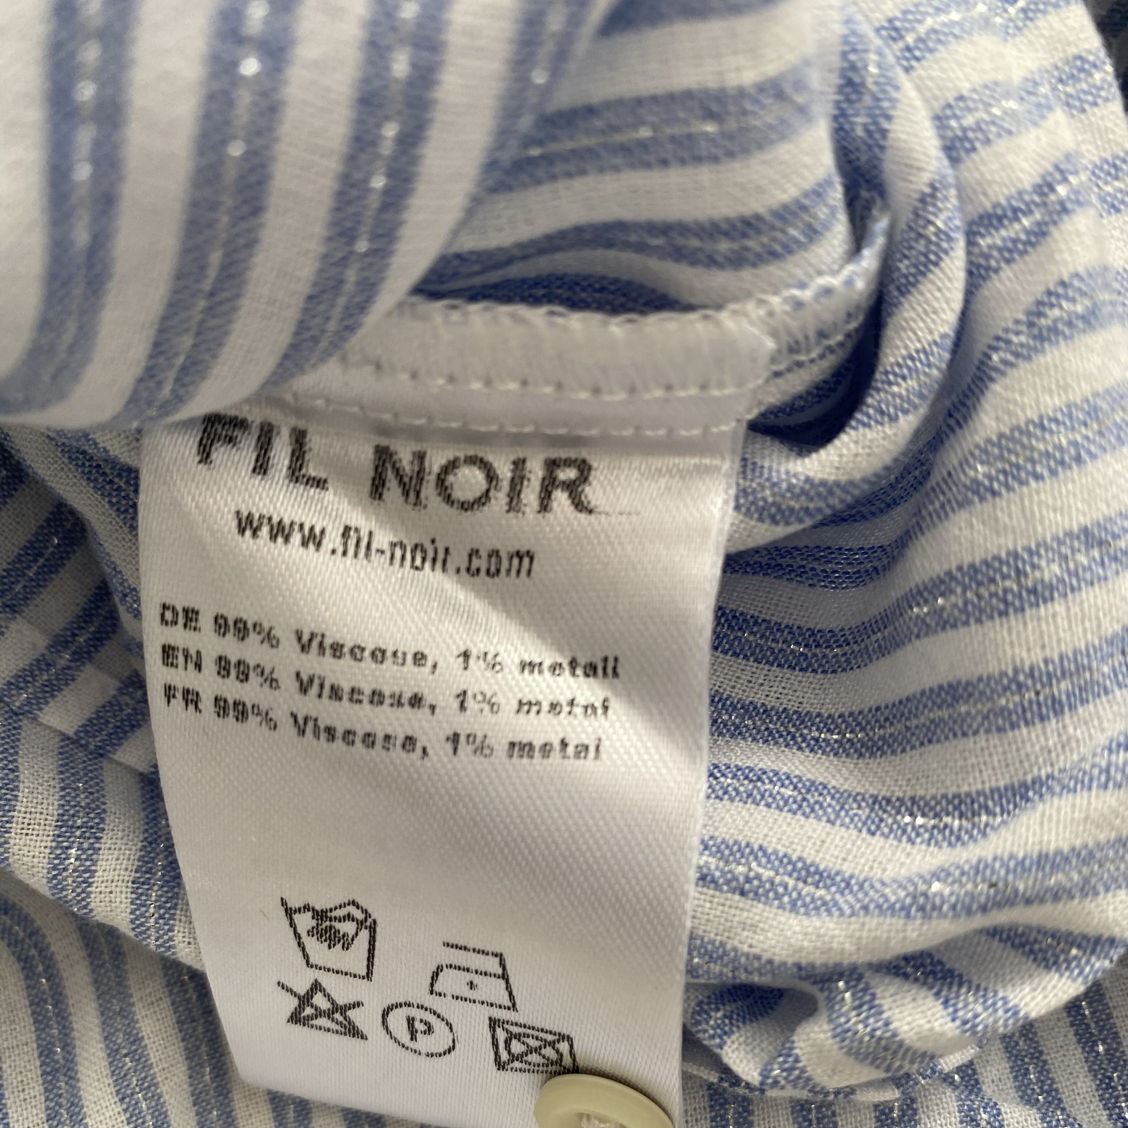 FIL NOIR
www.fil-noir.com
DE 99% Viscose, 1% metall
EN 99% Viscose, 1% metal
FR 99% Viscose, 1% metal
P